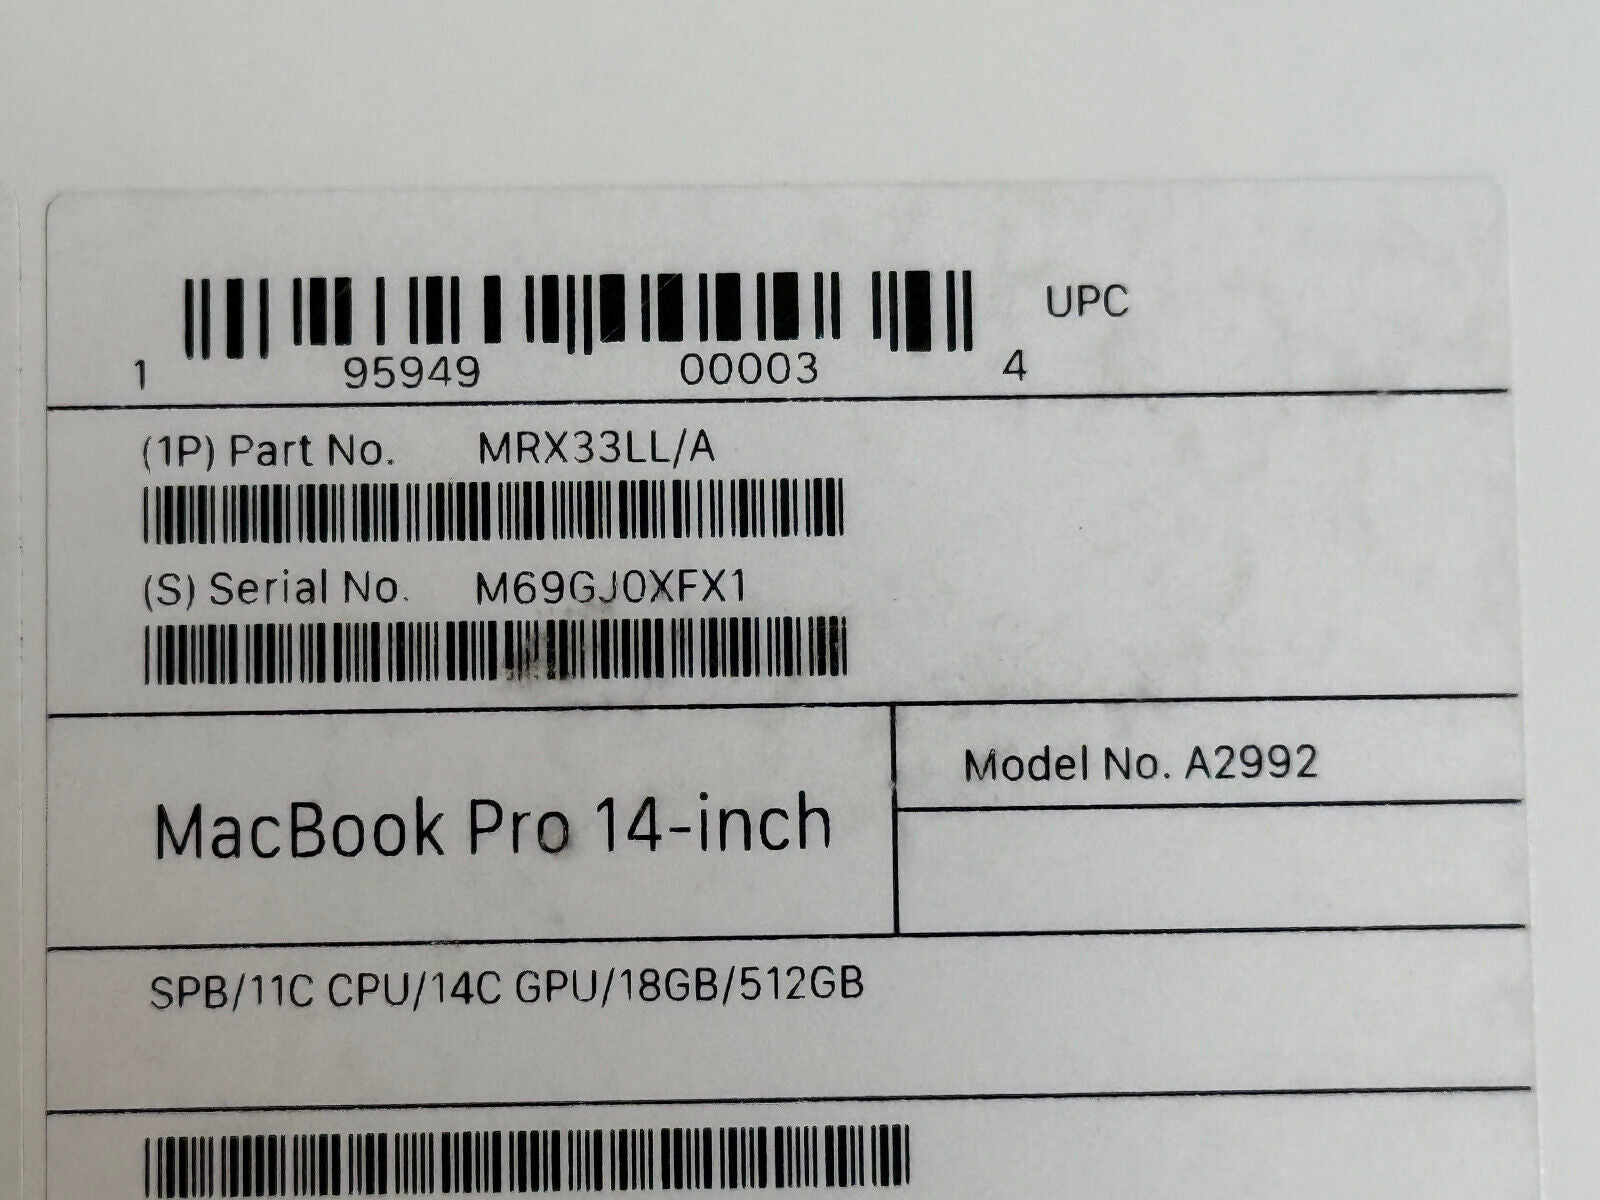 UPC
1 95949 00003 4
(1P) Part No. MRX33LL/A
(S) Serial No. M69GJ0XFX1
Model No. A2992
MacBook Pro 14-inch
SPB/11C CPU/14C GPU/18GB/512GB